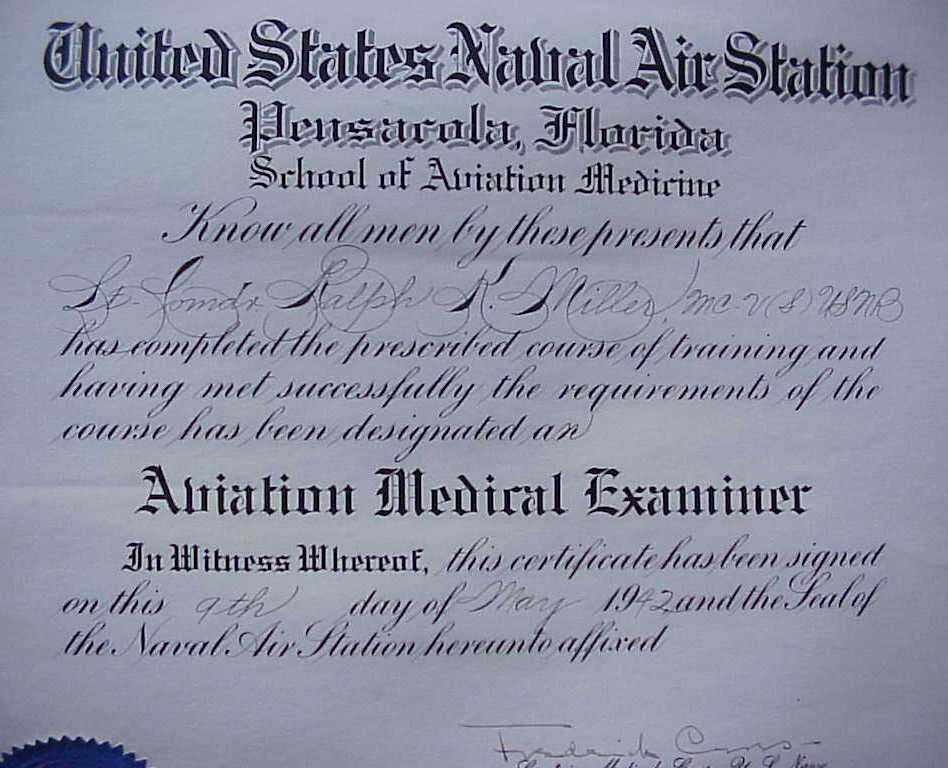 United States Naval Air Station
Pensacola, Florida
School of Aviation Medicine
Know all men by these presents that
Lt. Comdr. Ralph K. Miller, MC-V(S) USNR
has completed the prescribed course of training and
having met successfully the requirements of the
course has been designated an
Aviation Medical Examiner
In Witness Whereof, this certificate has been signed
on this 9th day of May 1942 and the Seal of
the Naval Air Station hereunto affixed
Frederick